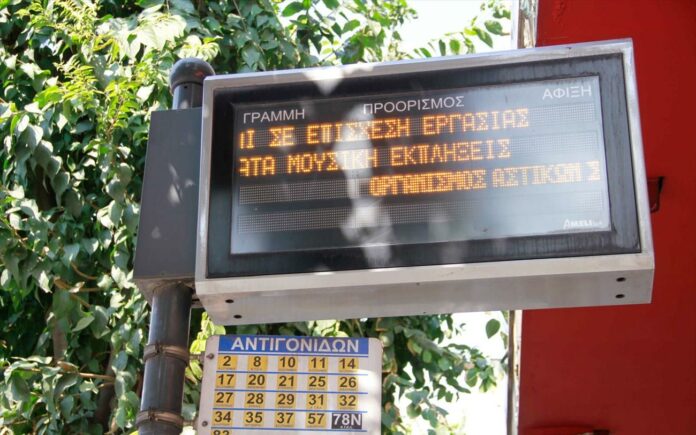 ΓΡΑΜΜΗ ΠΡΟΟΡΙΣΜΟΣ ΑΦΙΞΗ
ΣΕ ΕΠΙΣΧΕΣΗ ΕΡΓΑΣΙΑΣ
ΜΟΥΣΙΚΗ ΕΚΠΛΗΞΕΙΣ
ΟΡΓΑΝΙΣΜΟΣ ΑΣΤΙΚΩΝ Σ
AMELI
ΑΝΤΙΓΟΝΙΔΩΝ
2 8 10 11 14
17 20 21 25 26
27 28 29 31 32
34 35 37 57 78N